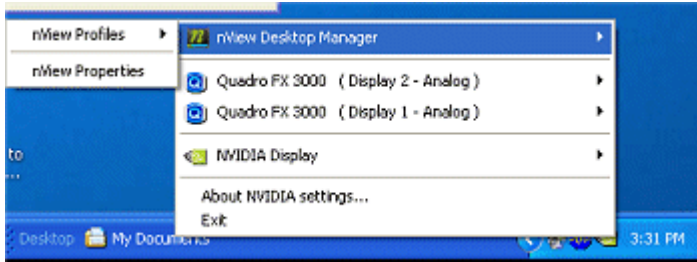 nView Profiles
nView Properties
nView Desktop Manager
Quadro FX 3000 ( Display 2 - Analog )
Quadro FX 3000 ( Display 1 - Analog )
NVIDIA Display
About NVIDIA settings...
Exit
to
...
Desktop My Documents 3:31 PM